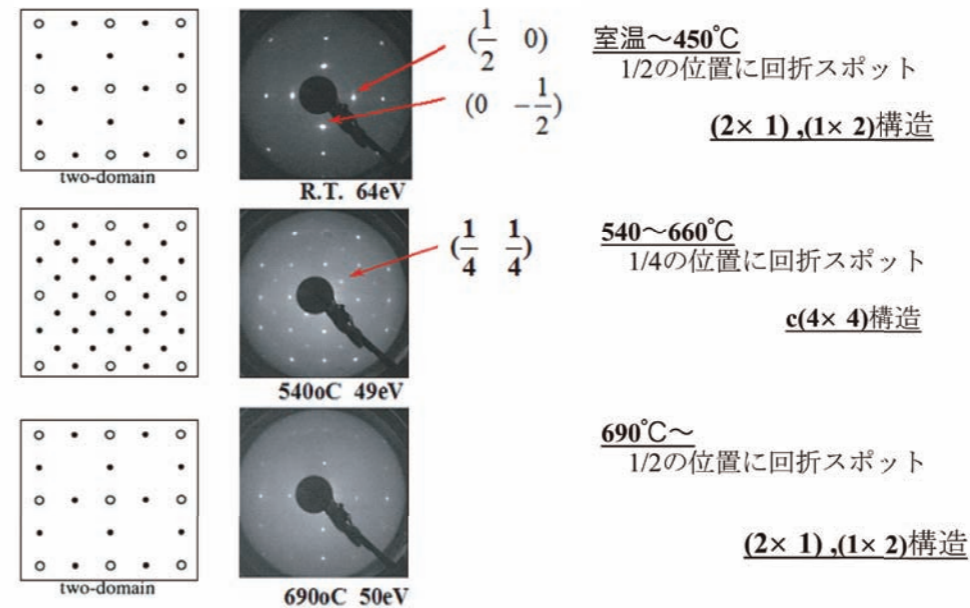 two-domain
R.T. 64eV
(1/2 0)
(0 -1/2)
室温～450℃
1/2の位置に回折スポット
(2× 1) ,(1× 2)構造
540oC 49eV
(1/4 1/4)
540～660℃
1/4の位置に回折スポット
c(4× 4)構造
two-domain
690oC 50eV
690℃～
1/2の位置に回折スポット
(2× 1) ,(1× 2)構造